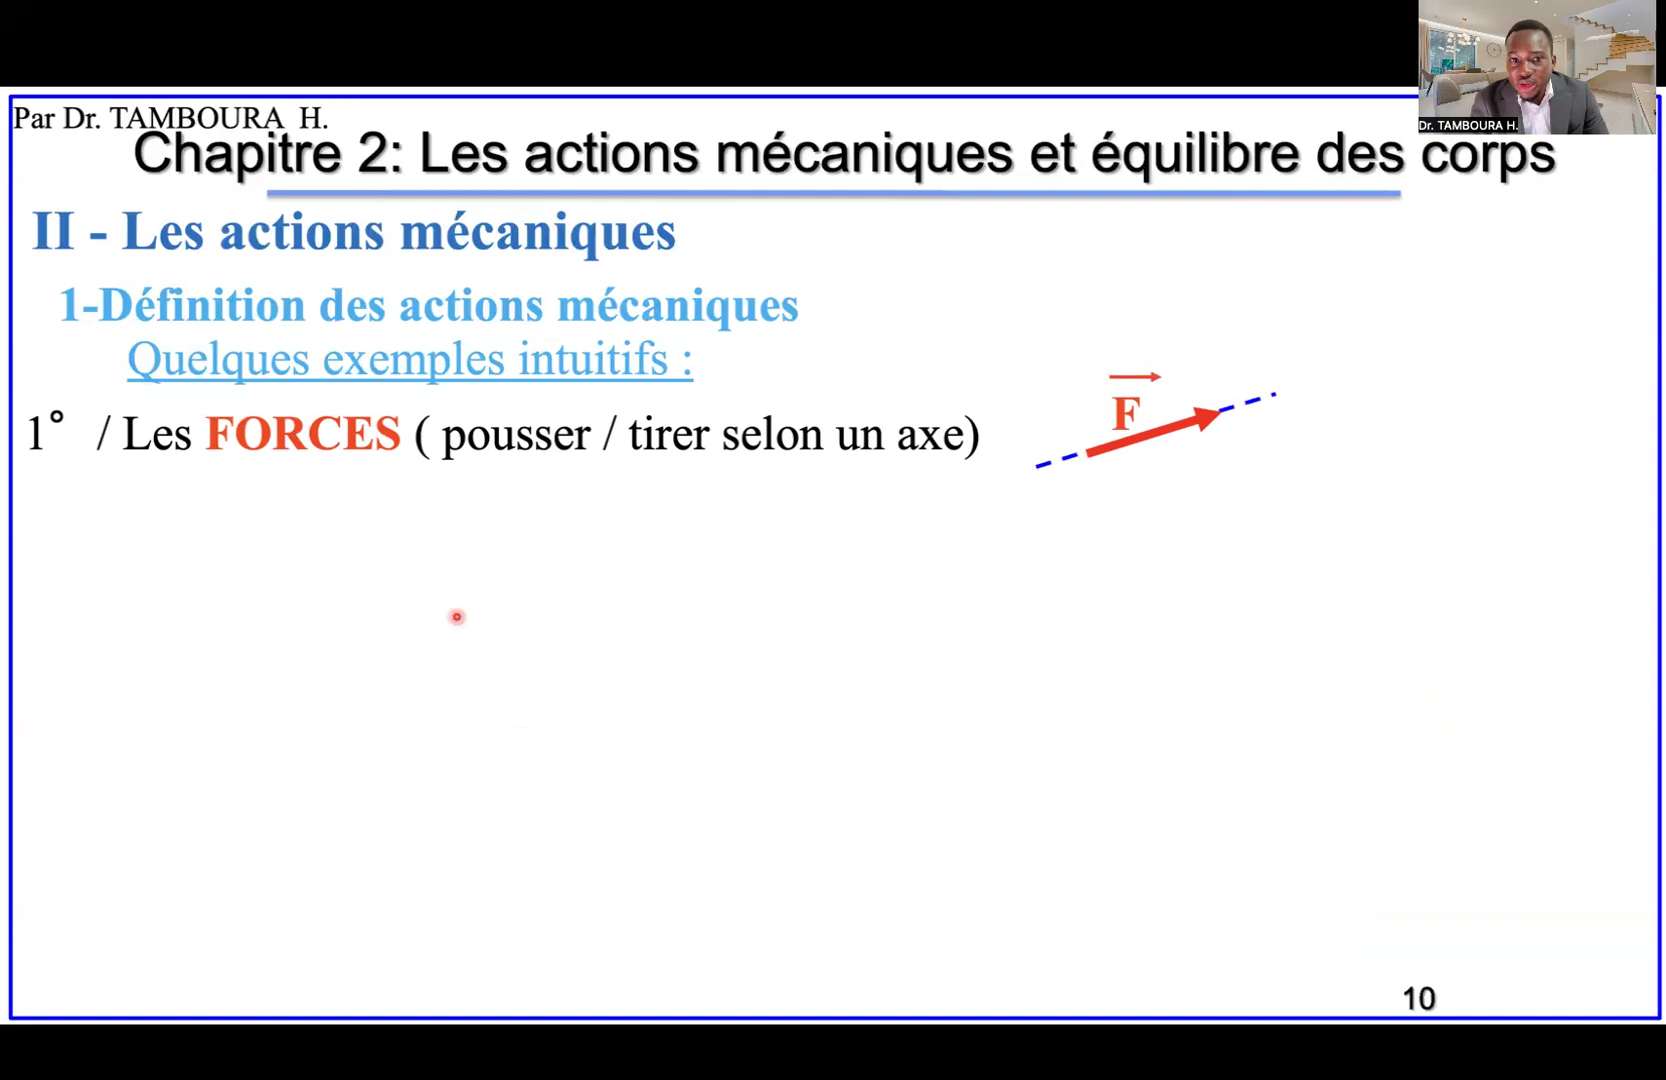 Par Dr. TAMBOURA H.
Dr. TAMBOURA H.
Chapitre 2: Les actions mécaniques et équilibre des corps
II - Les actions mécaniques
1-Définition des actions mécaniques
Quelques exemples intuitifs :
1° / Les FORCES ( pousser / tirer selon un axe)
F
10